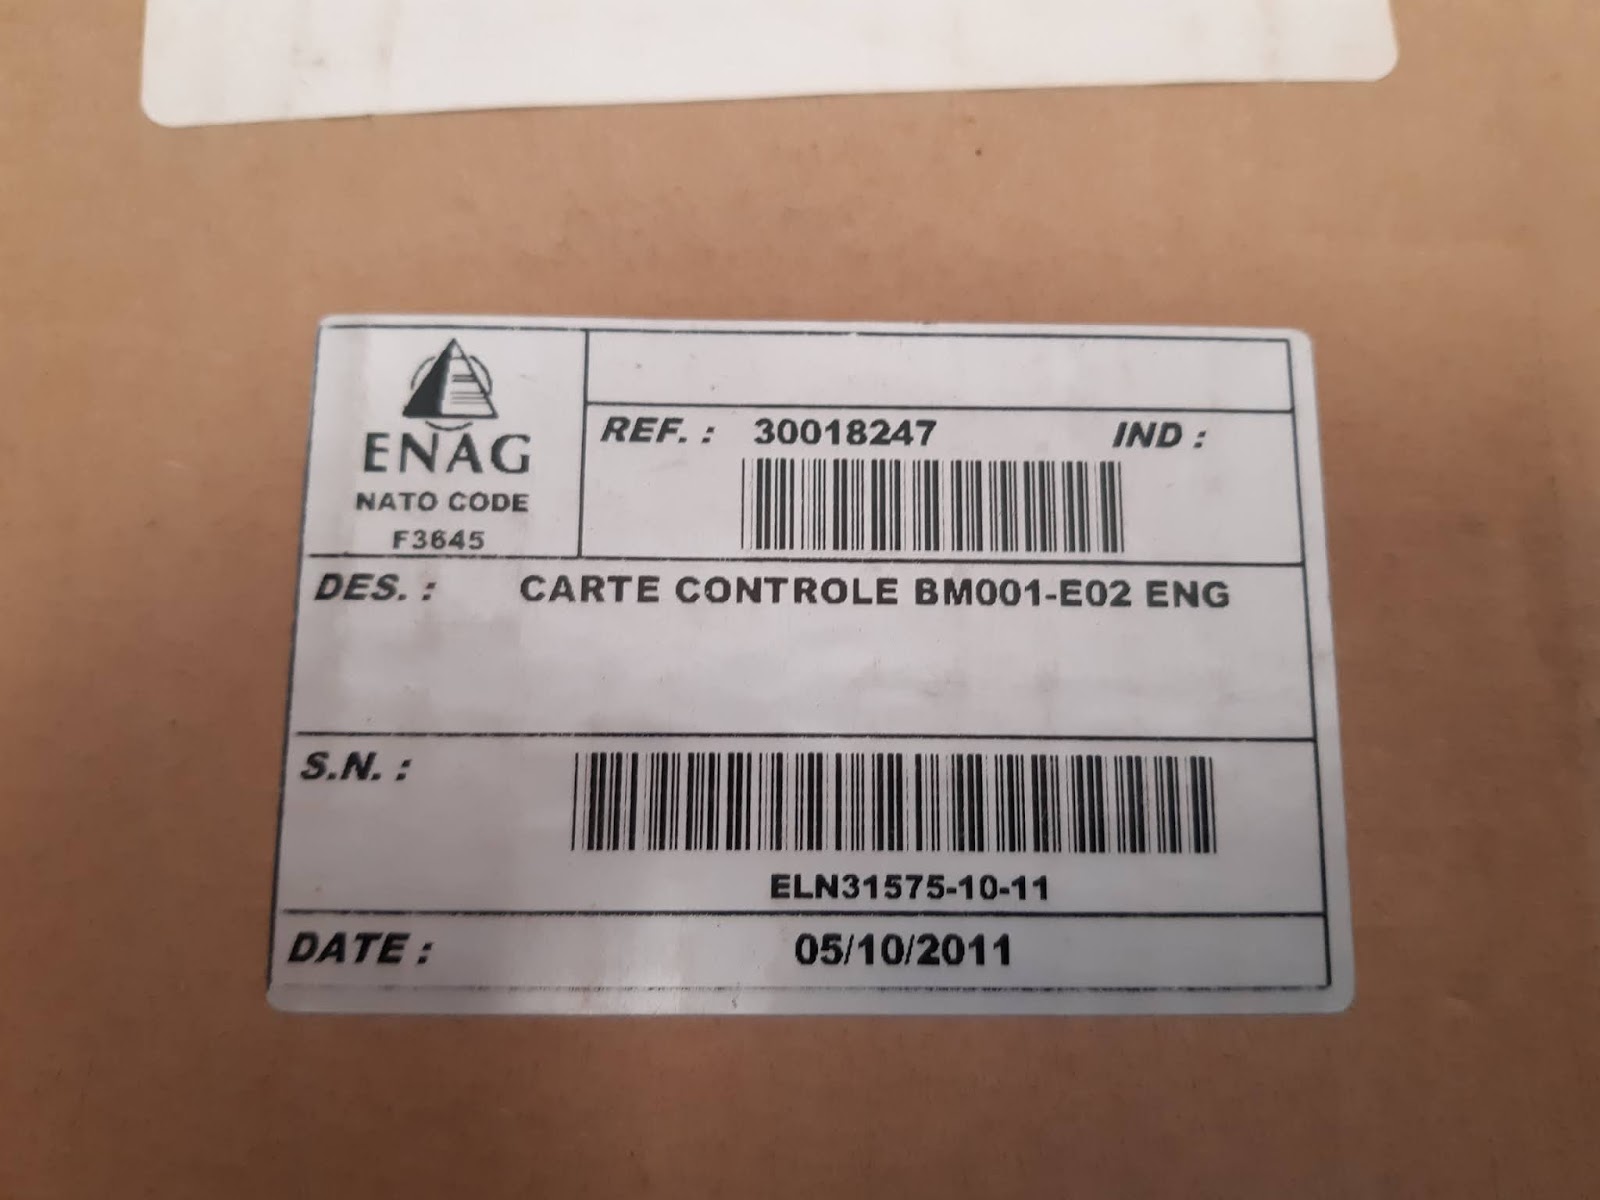 ENAG
NATO CODE
F3645
REF. : 30018247 IND :
DES. : CARTE CONTROLE BM001-E02 ENG
S.N. :
ELN31575-10-11
DATE : 05/10/2011